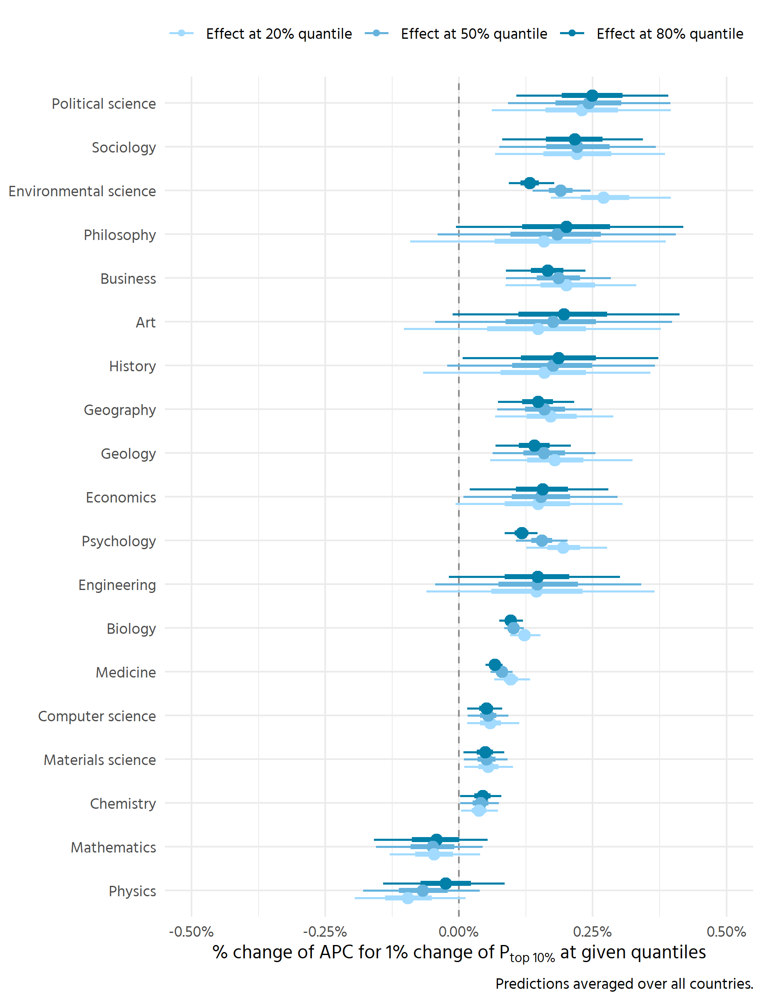 Effect at 20% quantile Effect at 50% quantile Effect at 80% quantile
Political science
Sociology
Environmental science
Philosophy
Business
Art
History
Geography
Geology
Economics
Psychology
Engineering
Biology
Medicine
Computer science
Materials science
Chemistry
Mathematics
Physics
-0.50% -0.25% 0.00% 0.25% 0.50%
% change of APC for 1% change of Ptop 10% at given quantiles
Predictions averaged over all countries.